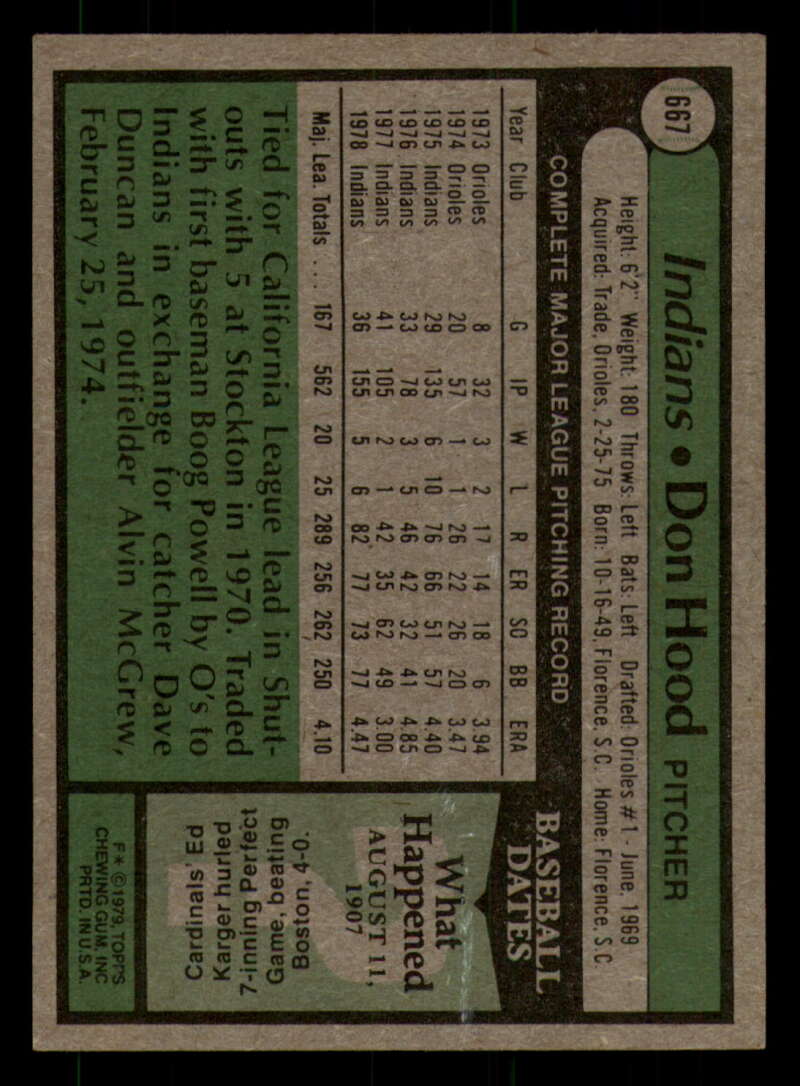 667
Indians • Don Hood PITCHER
Height: 6'2" Weight: 180 Throws: Left Bats: Left Drafted: Orioles #1 - June, 1969
Acquired: Trade, Orioles, 2-25-75 Born: 10-16-49, Florence, S.C. Home: Florence, S.C.
COMPLETE MAJOR LEAGUE PITCHING RECORD
Year Club G IP W L R ER SO BB ERA
1973 Orioles 8 32 3 2 17 14 18 6 3.94
1974 Orioles 20 57 1 1 26 22 26 20 3.47
1975 Indians 29 135 6 10 76 66 51 57 4.40
1976 Indians 33 78 3 5 46 42 32 41 4.85
1977 Indians 41 105 2 1 42 35 62 49 3.00
1978 Indians 36 155 5 6 82 77 73 77 4.47
Maj. Lea. Totals .... 167 562 20 25 289 256 262 250 4.10
Tied for California League lead in Shut-
outs with 5 at Stockton in 1970. Traded
with first baseman Boog Powell by O's to
Indians in exchange for catcher Dave
Duncan and outfielder Alvin McGrew,
February 25, 1974.
BASEBALL
DATES
What
Happened
AUGUST 11,
1907
Cardinals' Ed
Karger hurled
7-inning Perfect
Game, beating
Boston, 4-0.
F* © 1979, TOPPS
CHEWING GUM, INC
PRTD. IN U.S.A.